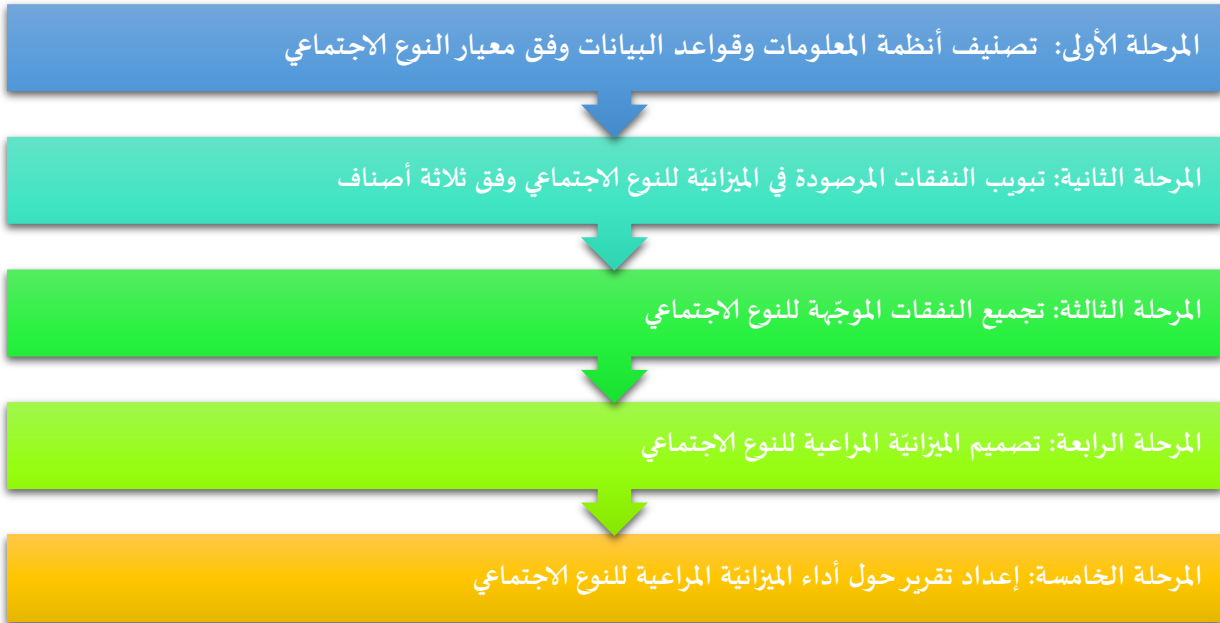 المرحلة الأولى: تصنيف أنظمة المعلومات وقواعد البيانات وفق معيار النوع الاجتماعي
المرحلة الثانية: تبويب النفقات المرصودة في الميزانيّة للنوع الاجتماعي وفق ثلاثة أصناف
المرحلة الثالثة: تجميع النفقات الموجّهة للنوع الاجتماعي
المرحلة الرابعة: تصميم الميزانيّة المراعية للنوع الاجتماعي
المرحلة الخامسة: إعداد تقرير حول أداء الميزانيّة المراعية للنوع الاجتماعي